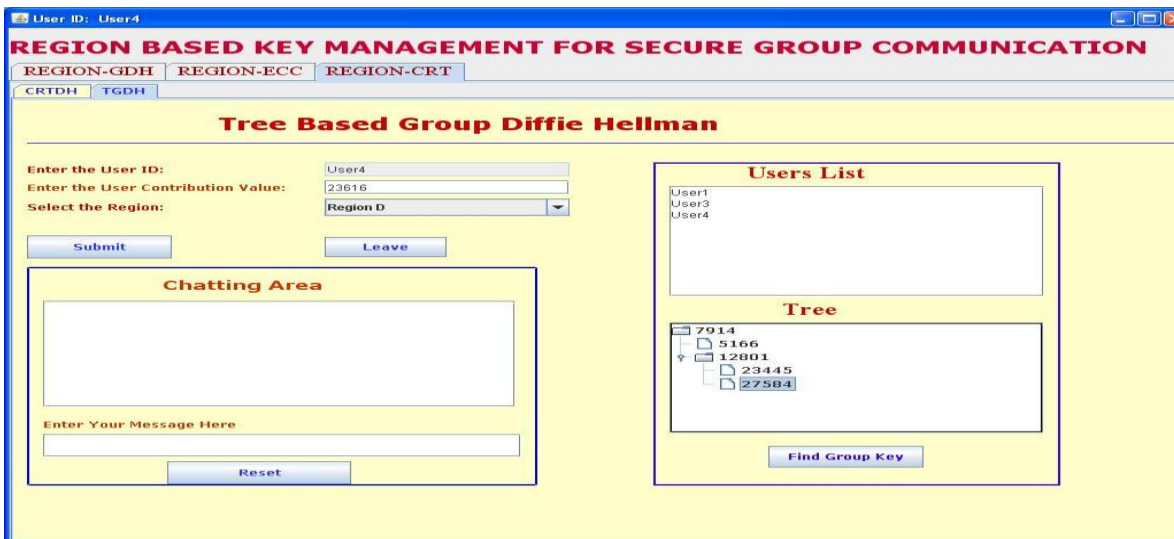 User ID: User4
REGION BASED KEY MANAGEMENT FOR SECURE GROUP COMMUNICATION
REGION-GDH REGION-ECC REGION-CRT
CRTDH TGDH
Tree Based Group Diffie Hellman
Enter the User ID: User4
Enter the User Contribution Value: 23616
Select the Region: Region D
Submit Leave
Chatting Area
Enter Your Message Here
Reset
Users List
User1
User3
User4
Tree
7914
5166
12801
23445
27584
Find Group Key